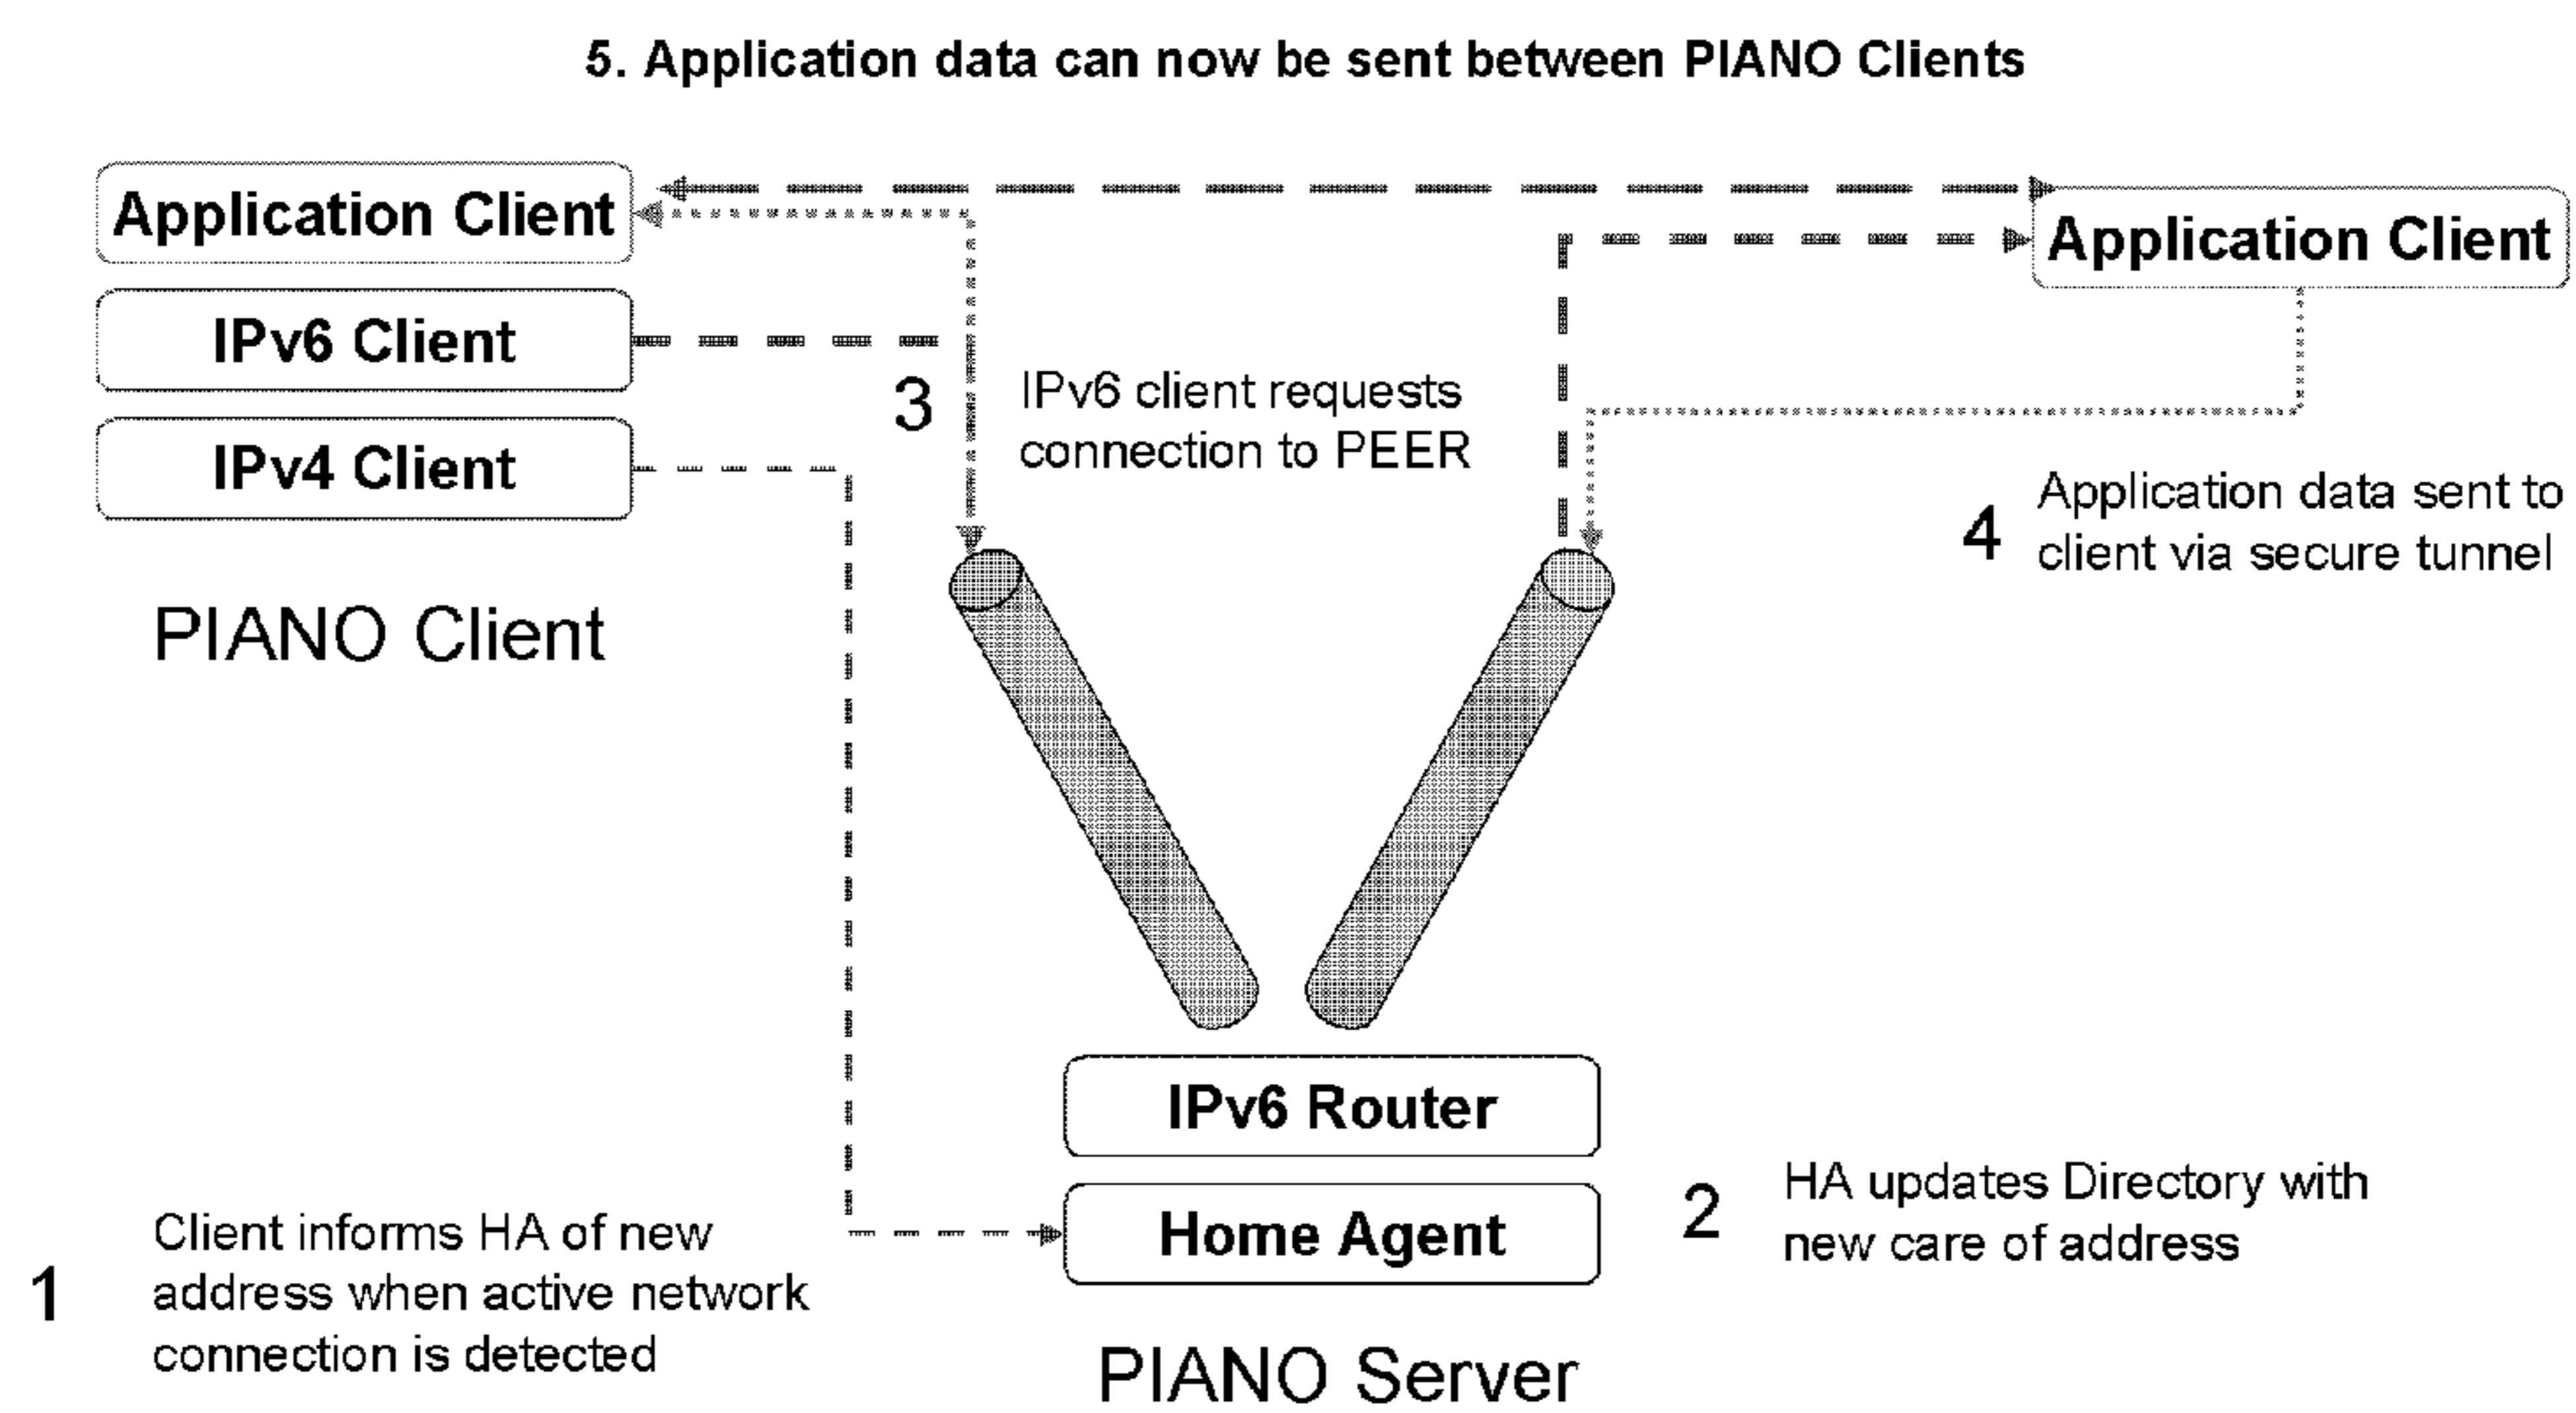 5. Application data can now be sent between PIANO Clients
Application Client
Application Client
IPv6 Client
3
IPv6 client requests
connection to PEER
IPv4 Client
4
Application data sent to
client via secure tunnel
PIANO Client
IPv6 Router
1
Client informs HA of new
address when active network
connection is detected
Home Agent
2
HA updates Directory with
new care of address
PIANO Server